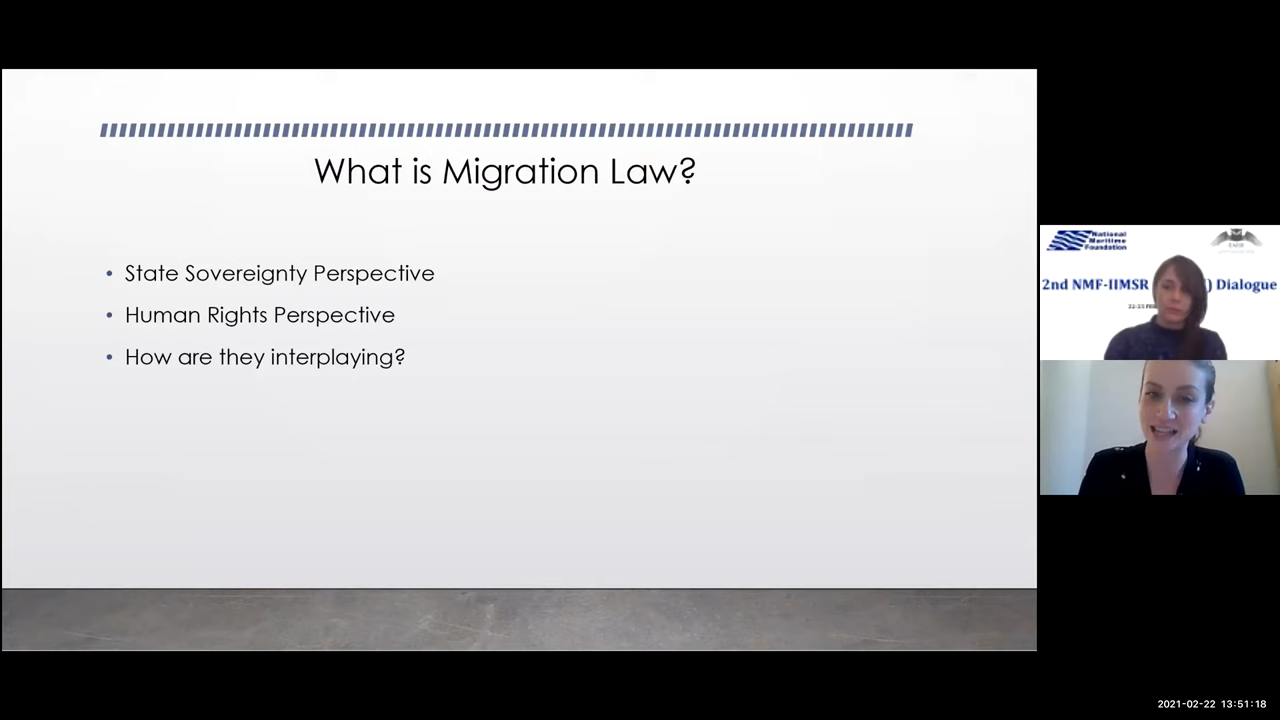 What is Migration Law?
• State Sovereignty Perspective
• Human Rights Perspective
• How are they interplaying?
National
Maritime
Foundation
2nd NMF-IIMSR
) Dialogue
2021-02-22 13:51:18